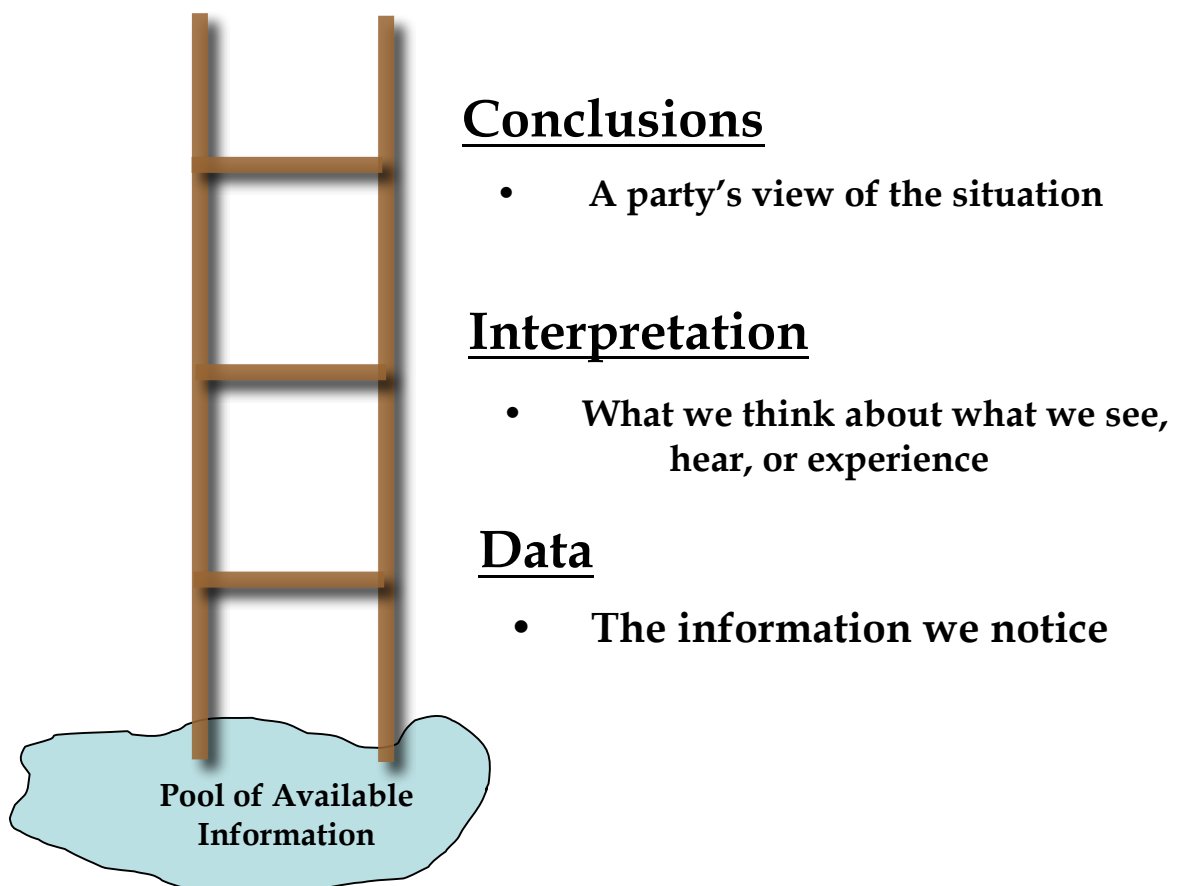 Conclusions
• A party’s view of the situation
Interpretation
• What we think about what we see,
hear, or experience
Data
• The information we notice
Pool of Available
Information